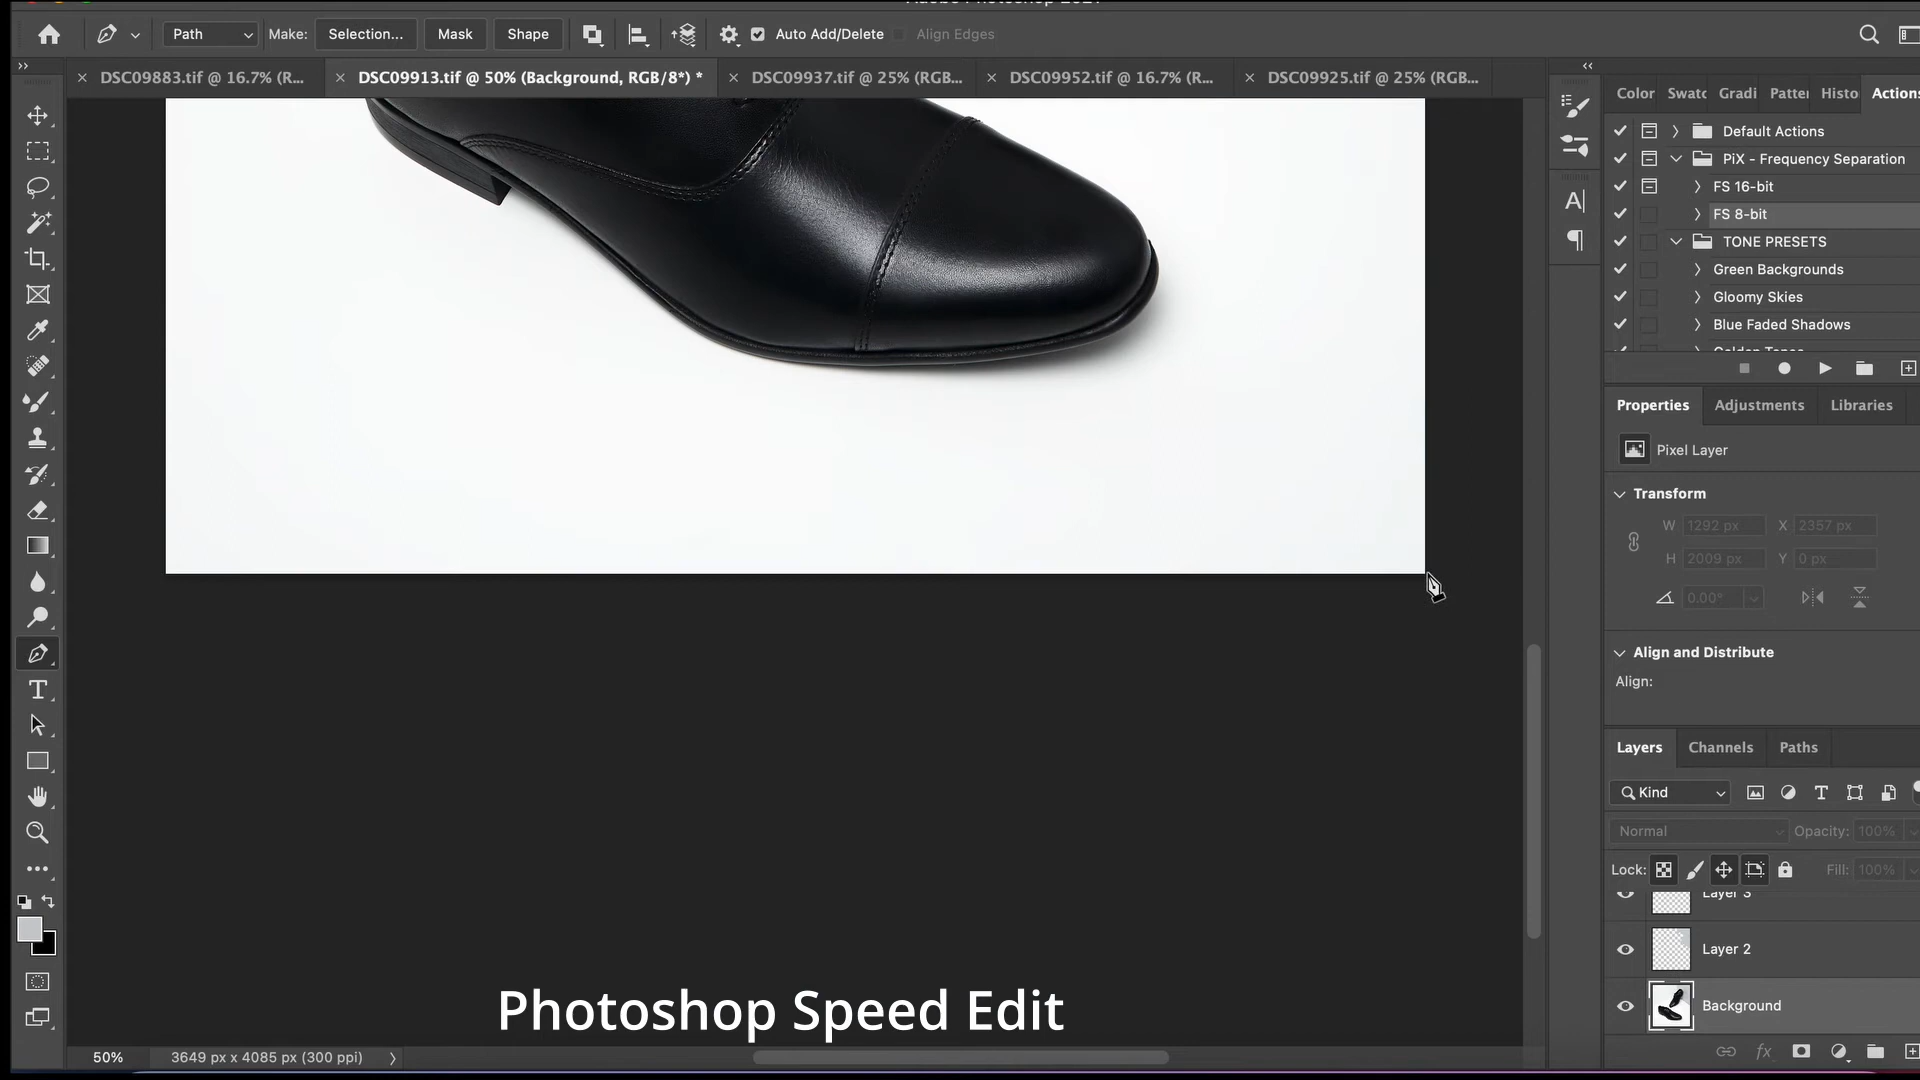 Path
Make:
Selection...
Mask
Shape
Auto Add/Delete
Align Edges
DSC09883.tif @ 16.7% (R...
DSC09913.tif @ 50% (Background, RGB/8*) *
DSC09937.tif @ 25% (RGB...
DSC09952.tif @ 16.7% (R...
DSC09925.tif @ 25% (RGB...
Color
Swatc
Gradi
Patter
Histo
Actions
Default Actions
PiX - Frequency Separation
FS 16-bit
FS 8-bit
TONE PRESETS
Green Backgrounds
Gloomy Skies
Blue Faded Shadows
Properties
Adjustments
Libraries
Pixel Layer
Transform
W 1292 px X 2357 px
H 2009 px Y 0 px
0.00°
Align and Distribute
Align:
Layers
Channels
Paths
Kind
Normal
Opacity: 100%
Lock:
Fill: 100%
Layer 3
Layer 2
Background
Photoshop Speed Edit
50%
3649 px x 4085 px (300 ppi)